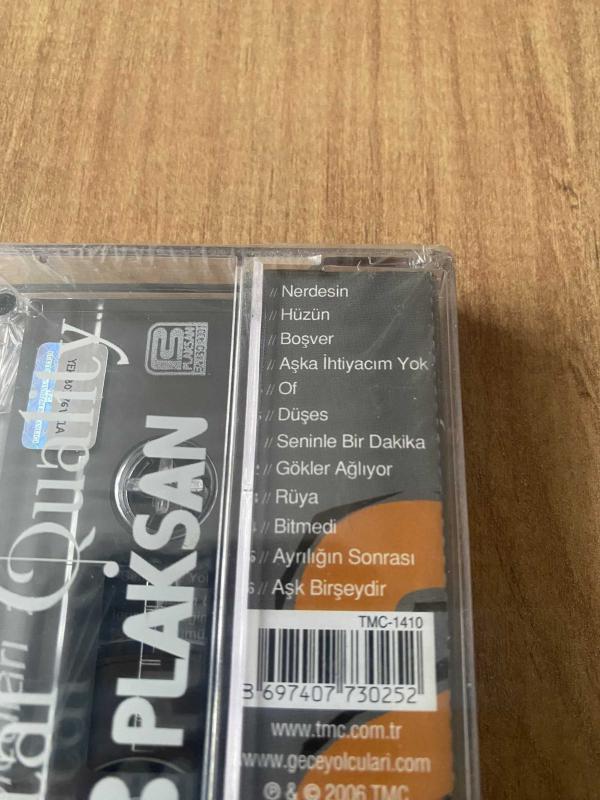 // Nerdesin
// Hüzün
// Boşver
// Aşka İhtiyacım Yok
// Of
// Düşes
// Seninle Bir Dakika
// Gökler Ağlıyor
// Rüya
// Bitmedi
// Ayrılığın Sonrası
// Aşk Birşeydir
TMC-1410
8 697407 730252
www.tmc.com.tr
www.geceyolculari.com
℗ & © 2006 TMC
PLAKSAN
PLAKSAN
Quality